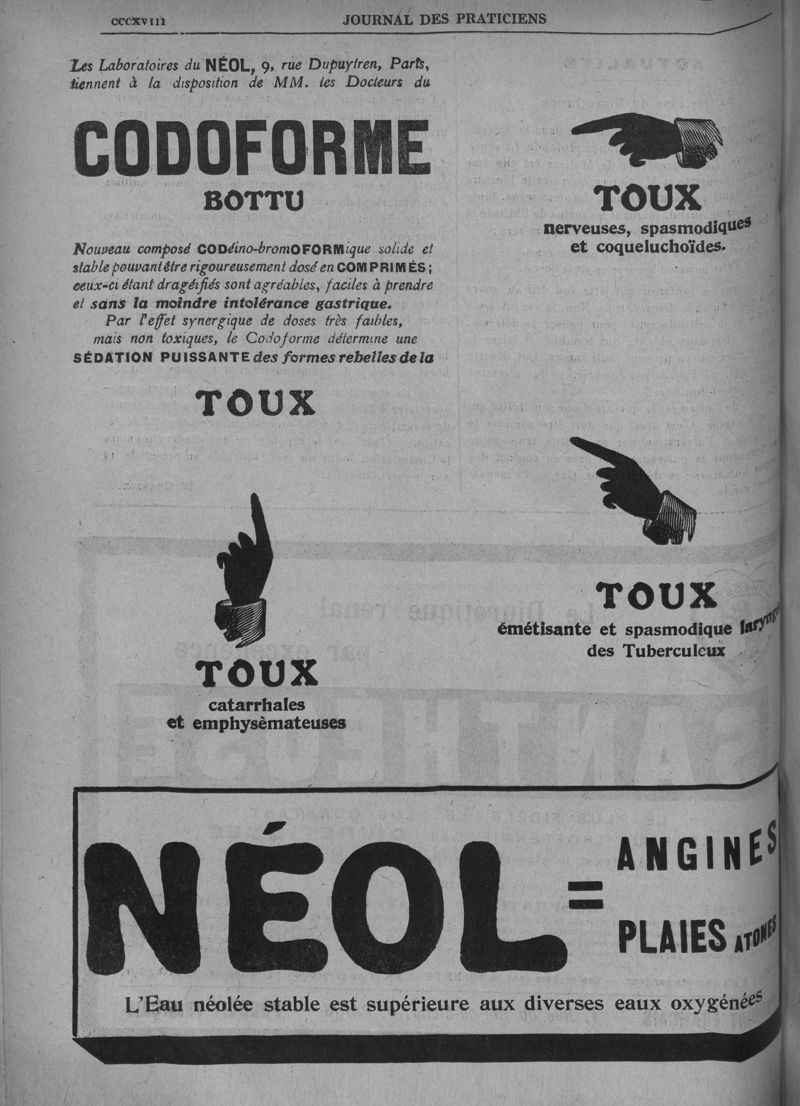 CCCXVIII
JOURNAL DES PRATICIENS
Les Laboratoires du NÉOL, 9, rue Dupuytren, Paris,
tiennent à la disposition de MM. les Docteurs du
CODOFORME
BOTTU
Nouveau composé CODéino-bromOFORMique solide et
stable pouvant être rigoureusement dosé en COMPRIMÉS;
ceux-ci étant dragéifiés sont agréables, faciles à prendre
et sans la moindre intolérance gastrique.
Par l'effet synergique de doses très faibles,
mais non toxiques, le Codoforme détermine une
SÉDATION PUISSANTE des formes rebelles de la
TOUX
TOUX
nerveuses, spasmodiques
et coqueluchoïdes.
TOUX
catarrhales
et emphysèmateuses
TOUX
émétisante et spasmodique
des Tuberculeux
NÉOL = ANGINES
PLAIES ATONES
L'Eau néolée stable est supérieure aux diverses eaux oxygénées